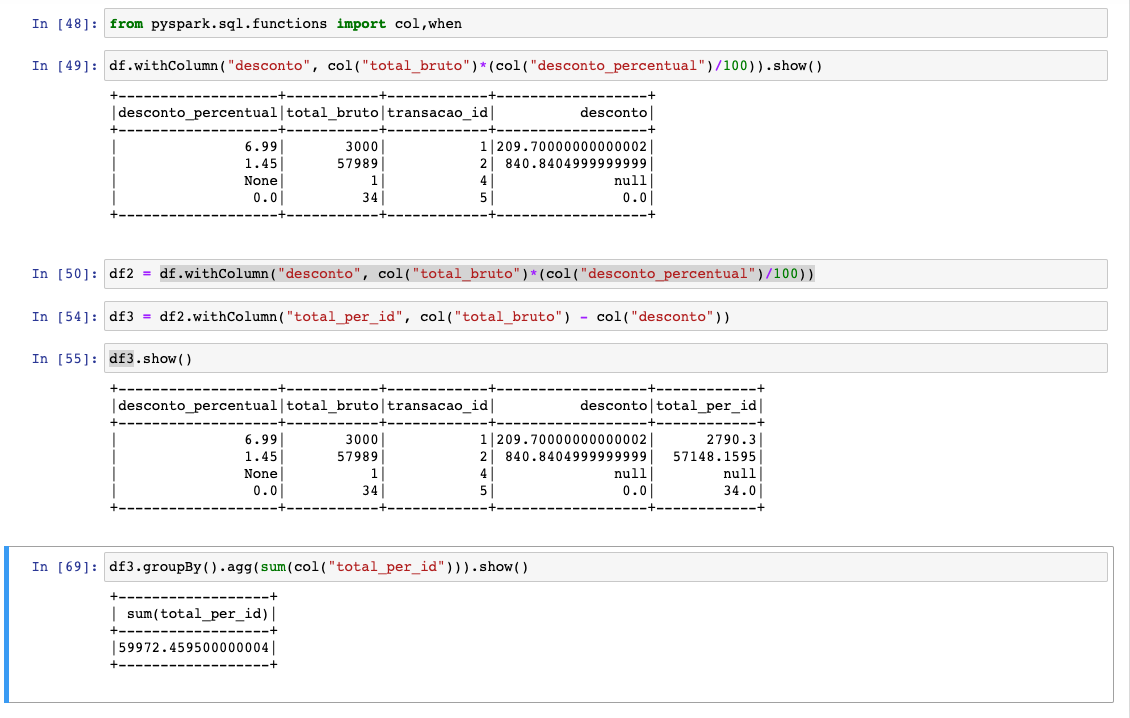 In [48]: from pyspark.sql.functions import col,when
In [49]: df.withColumn("desconto", col("total_bruto")*(col("desconto_percentual")/100)).show()
+-------------------+-----------+------------+------------------+
|desconto_percentual|total_bruto|transacao_id|          desconto|
+-------------------+-----------+------------+------------------+
|               6.99|       3000|           1|209.70000000000002|
|               1.45|      57989|           2| 840.8404999999999|
|               None|          1|           4|              null|
|                0.0|         34|           5|               0.0|
+-------------------+-----------+------------+------------------+
In [50]: df2 = df.withColumn("desconto", col("total_bruto")*(col("desconto_percentual")/100))
In [54]: df3 = df2.withColumn("total_per_id", col("total_bruto") - col("desconto"))
In [55]: df3.show()
+-------------------+-----------+------------+------------------+------------+
|desconto_percentual|total_bruto|transacao_id|          desconto|total_per_id|
+-------------------+-----------+------------+------------------+------------+
|               6.99|       3000|           1|209.70000000000002|      2790.3|
|               1.45|      57989|           2| 840.8404999999999|  57148.1595|
|               None|          1|           4|              null|        null|
|                0.0|         34|           5|               0.0|        34.0|
+-------------------+-----------+------------+------------------+------------+
In [69]: df3.groupBy().agg(sum(col("total_per_id"))).show()
+------------------+
| sum(total_per_id)|
+------------------+
|59972.459500000004|
+------------------+